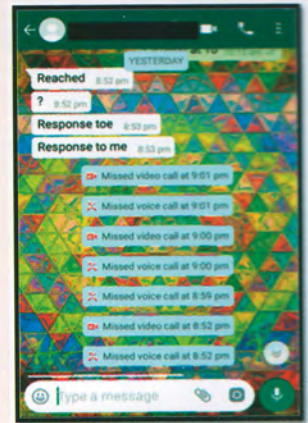 YESTERDAY
Reached 8:52 pm
? 8:52 pm
Response toe 8:53 pm
Response to me 8:53 pm
Missed video call at 9:01 pm
Missed voice call at 9:01 pm
Missed video call at 9:00 pm
Missed voice call at 9:00 pm
Missed voice call at 8:59 pm
Missed video call at 8:52 pm
Missed voice call at 8:52 pm
Type a message